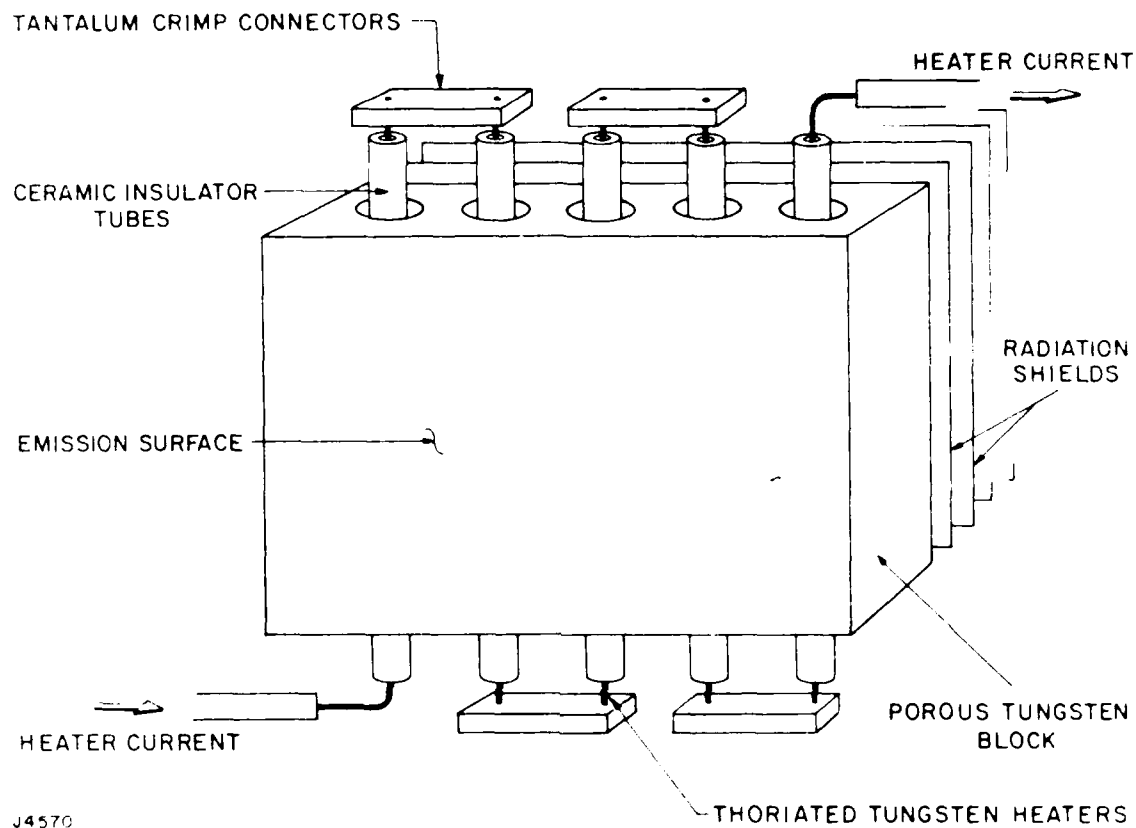 TANTALUM CRIMP CONNECTORS
HEATER CURRENT
CERAMIC INSULATOR
TUBES
RADIATION
SHIELDS
EMISSION SURFACE
HEATER CURRENT
POROUS TUNGSTEN
BLOCK
THORIATED TUNGSTEN HEATERS
J4570